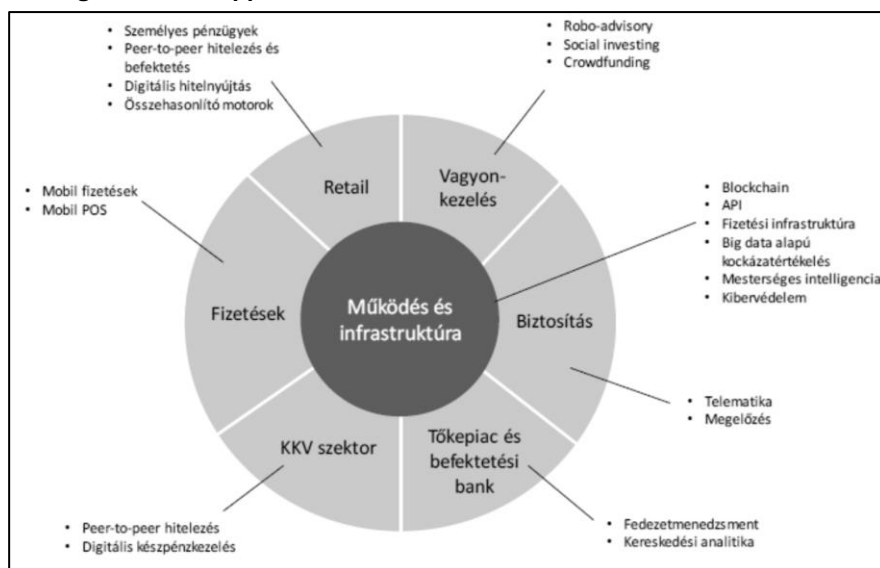 • Személyes pénzügyek
• Peer-to-peer hitelezés és
befektetés
• Digitális hitelnyújtás
• Összehasonlító motorok
• Robo-advisory
• Social investing
• Crowdfunding
Retail
Vagyon-
kezelés
• Mobil fizetések
• Mobil POS
• Blockchain
• API
• Fizetési infrastruktúra
• Big data alapú
kockázatértékelés
• Mesterséges intelligencia
• Kibervédelem
Fizetések
Működés és
infrastruktúra
Biztosítás
• Telematika
• Megelőzés
KKV szektor
Tőkepiac és
befektetési
bank
• Peer-to-peer hitelezés
• Digitális készpénzkezelés
• Fedezetmenedzsment
• Kereskedési analitika